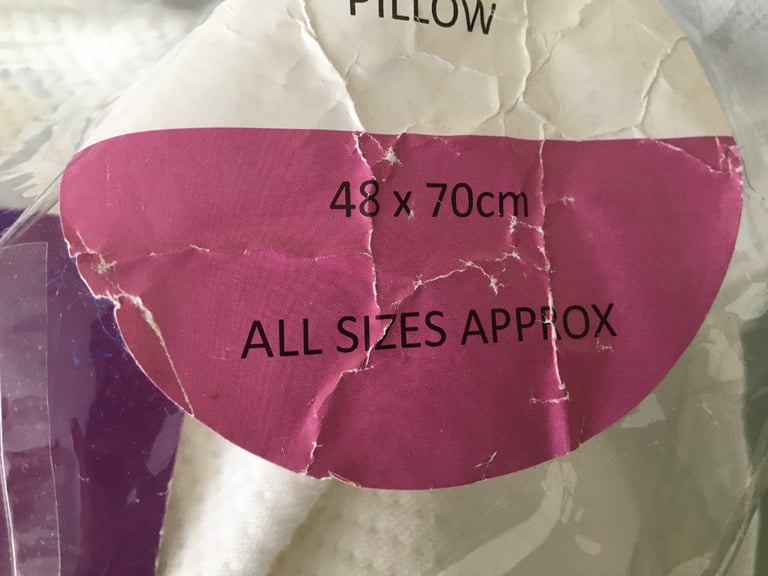 PILLOW
48 x 70cm
ALL SIZES APPROX